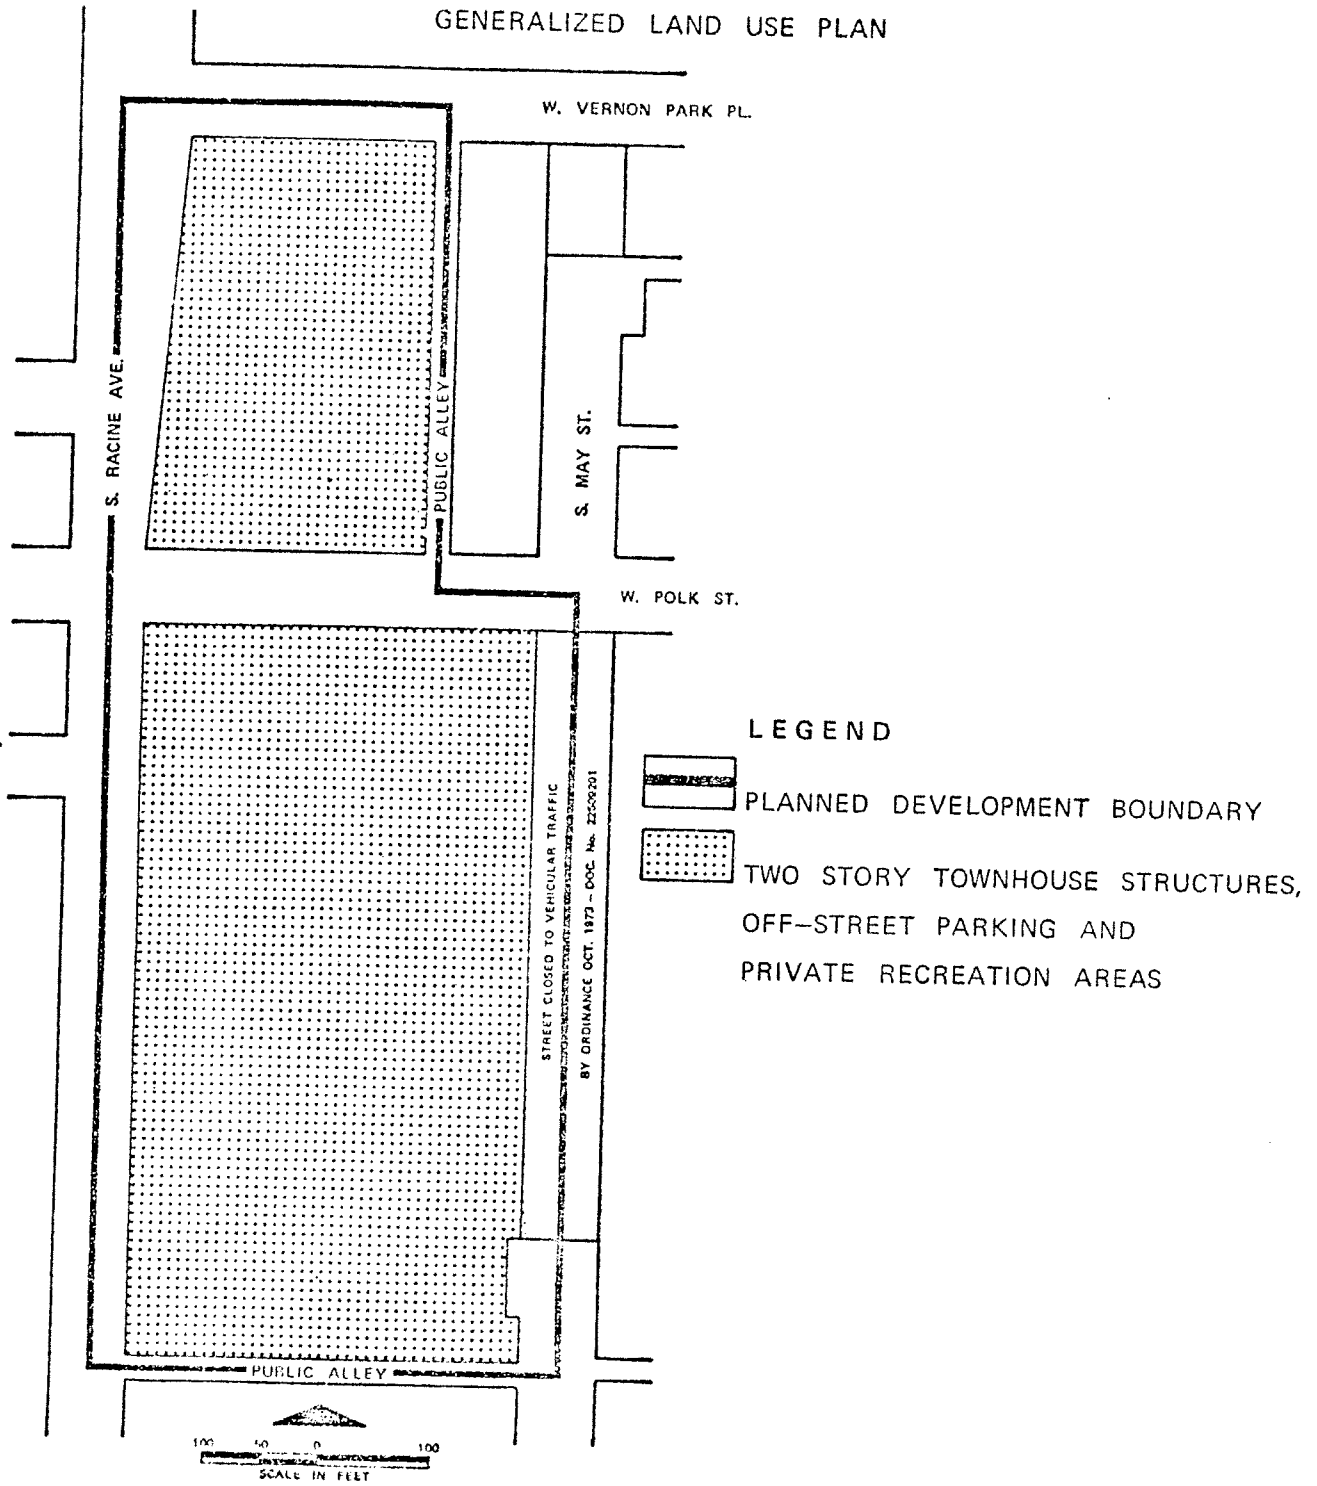 GENERALIZED LAND USE PLAN
W. VERNON PARK PL.
S. RACINE AVE.
PUBLIC ALLEY
S. MAY ST.
W. POLK ST.
STREET CLOSED TO VEHICULAR TRAFFIC
BY ORDINANCE OCT. 1973 – DOC. No. 22509201
LEGEND
PLANNED DEVELOPMENT BOUNDARY
TWO STORY TOWNHOUSE STRUCTURES,
OFF–STREET PARKING AND
PRIVATE RECREATION AREAS
PUBLIC ALLEY
100 50 0 100
SCALE IN FEET